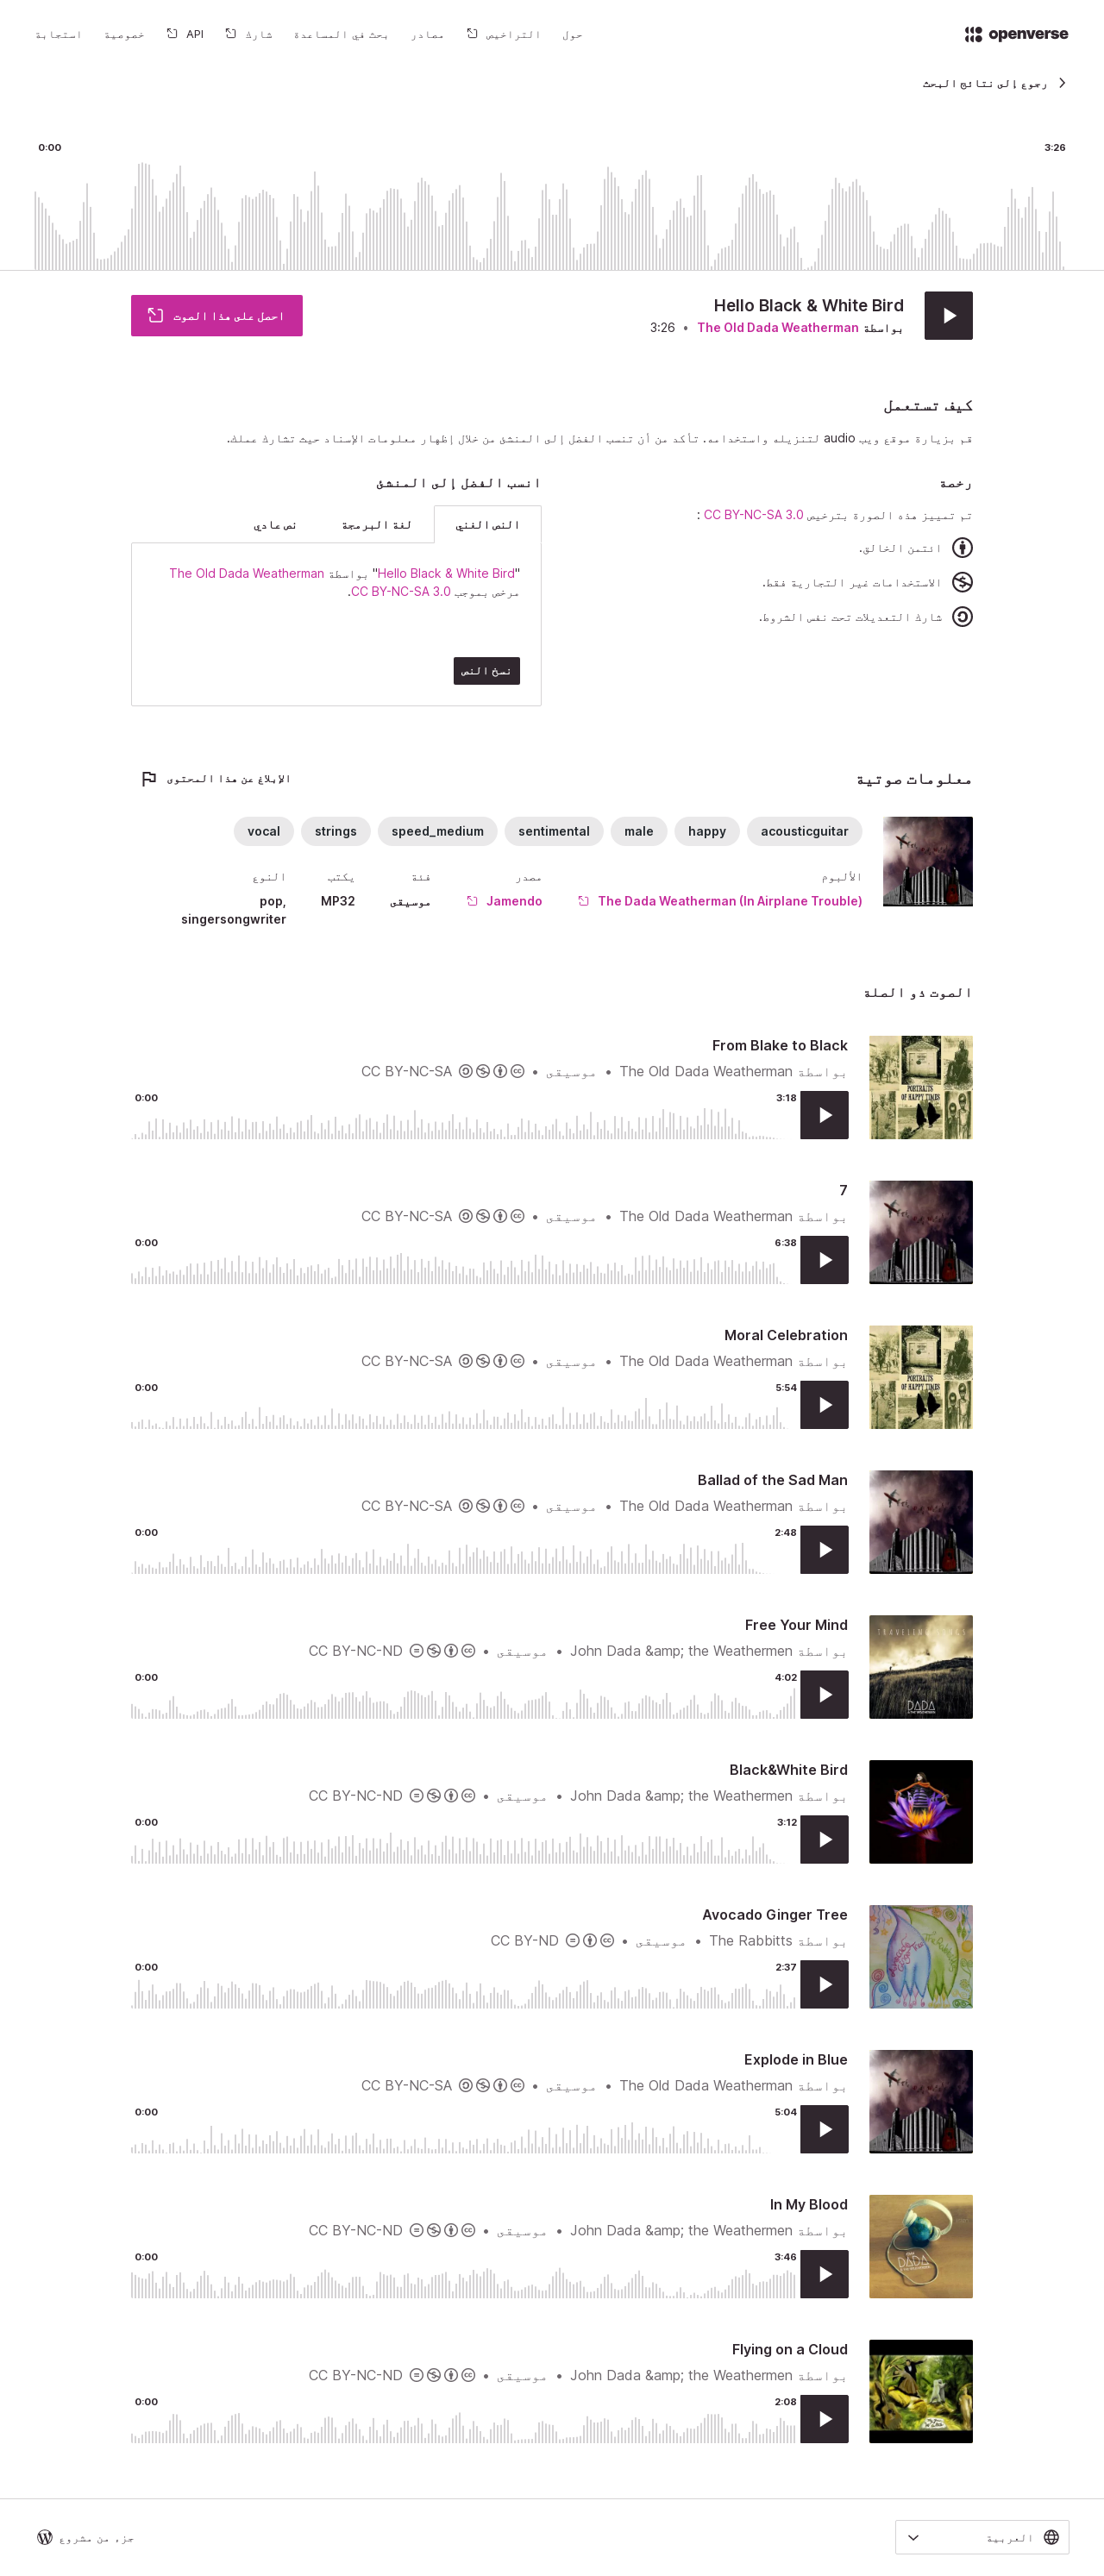 openverse
حول
التراخيص
مصادر
بحث في المساعدة
شارك
API
خصوصية
استجابة
رجوع إلى نتائج البحث
0:00 3:26
Hello Black & White Bird
بواسطة The Old Dada Weatherman • 3:26
احصل على هذا الصوت
كيف تستعمل
قم بزيارة موقع ويب audio لتنزيله واستخدامه. تأكد من أن تنسب الفضل إلى المنشئ من خلال إظهار معلومات الإسناد حيث تشارك عملك.
رخصة
تم تمييز هذه الصورة بترخيص CC BY-NC-SA 3.0 :
ائتمن الخالق.
الاستخدامات غير التجارية فقط.
شارك التعديلات تحت نفس الشروط.
انسب الفضل إلى المنشئ
النص الغني
لغة البرمجة
نص عادي
"Hello Black & White Bird" بواسطة The Old Dada Weatherman
مرخص بموجب CC BY-NC-SA 3.0.
نسخ النص
معلومات صوتية
الإبلاغ عن هذا المحتوى
acousticguitar happy male sentimental speed_medium strings vocal
الألبوم
The Dada Weatherman (In Airplane Trouble)
مصدر
Jamendo
فئة
موسيقى
يكتب
MP32
النوع
pop,
singersongwriter
الصوت ذو الصلة
From Blake to Black
بواسطة The Old Dada Weatherman • موسيقى • CC BY-NC-SA
0:00 3:18
PORTRAITS
OF HAPPY TIMES
7
بواسطة The Old Dada Weatherman • موسيقى • CC BY-NC-SA
0:00 6:38
Moral Celebration
بواسطة The Old Dada Weatherman • موسيقى • CC BY-NC-SA
0:00 5:54
PORTRAITS
OF HAPPY TIMES
Ballad of the Sad Man
بواسطة The Old Dada Weatherman • موسيقى • CC BY-NC-SA
0:00 2:48
Free Your Mind
بواسطة John Dada &amp; the Weathermen • موسيقى • CC BY-NC-ND
0:00 4:02
DADA
Black&White Bird
بواسطة John Dada &amp; the Weathermen • موسيقى • CC BY-NC-ND
0:00 3:12
Avocado Ginger Tree
بواسطة The Rabbitts • موسيقى • CC BY-ND
0:00 2:37
Explode in Blue
بواسطة The Old Dada Weatherman • موسيقى • CC BY-NC-SA
0:00 5:04
In My Blood
بواسطة John Dada &amp; the Weathermen • موسيقى • CC BY-NC-ND
0:00 3:46
DADA
Flying on a Cloud
بواسطة John Dada &amp; the Weathermen • موسيقى • CC BY-NC-ND
0:00 2:08
العربية
جزء من مشروع